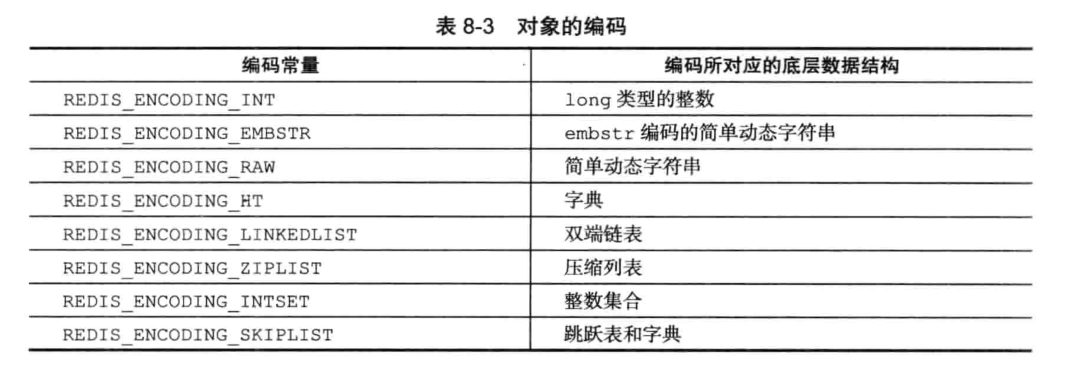 表 8-3 对象的编码
编码常量 编码所对应的底层数据结构
REDIS_ENCODING_INT long 类型的整数
REDIS_ENCODING_EMBSTR embstr 编码的简单动态字符串
REDIS_ENCODING_RAW 简单动态字符串
REDIS_ENCODING_HT 字典
REDIS_ENCODING_LINKEDLIST 双端链表
REDIS_ENCODING_ZIPLIST 压缩列表
REDIS_ENCODING_INTSET 整数集合
REDIS_ENCODING_SKIPLIST 跳跃表和字典